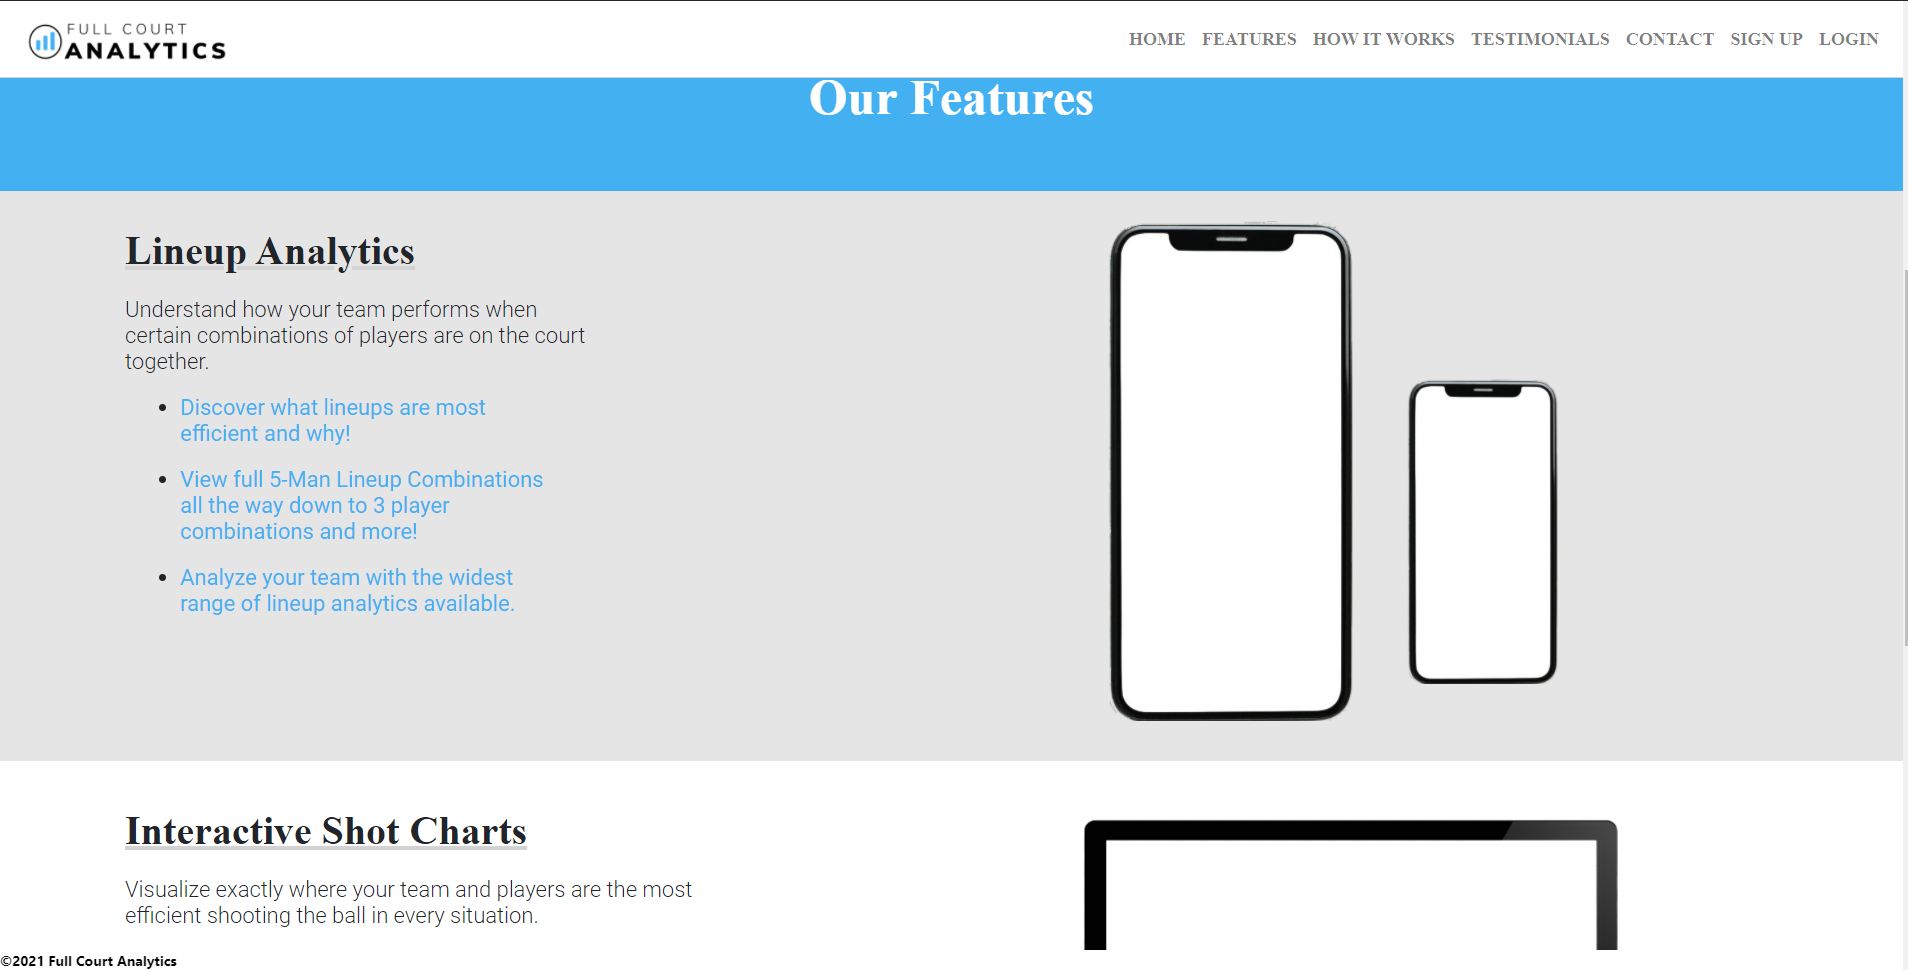 FULL COURT
ANALYTICS
HOME FEATURES HOW IT WORKS TESTIMONIALS CONTACT SIGN UP LOGIN
Our Features
Lineup Analytics
Understand how your team performs when
certain combinations of players are on the court
together.
Discover what lineups are most
efficient and why!
View full 5-Man Lineup Combinations
all the way down to 3 player
combinations and more!
Analyze your team with the widest
range of lineup analytics available.
Interactive Shot Charts
Visualize exactly where your team and players are the most
efficient shooting the ball in every situation.
©2021 Full Court Analytics